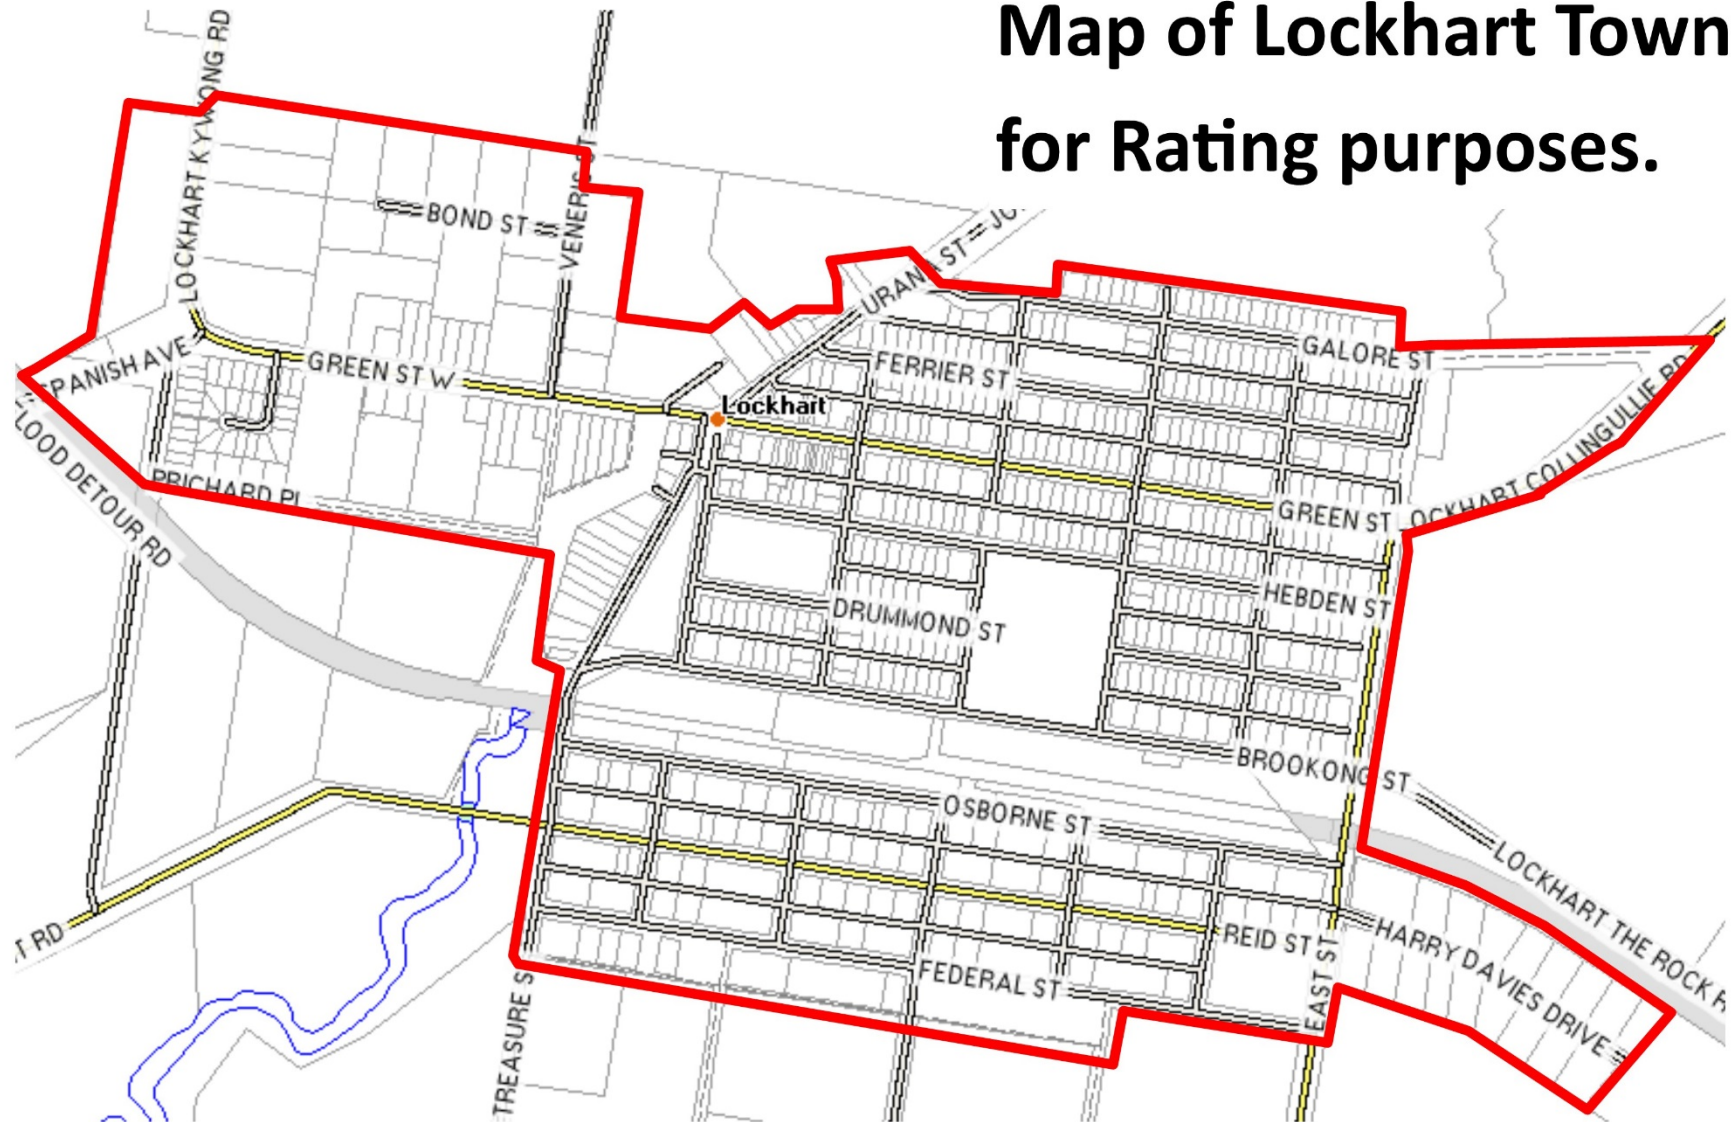 Map of Lockhart Town
for Rating purposes.
LOCKHART KYWONG RD
VENERIS ST
BOND ST
URANA ST
SPANISH AVE
GREEN ST W
Lockhart
FERRIER ST
GALORE ST
LOCKHART COLLINGULLIE RD
GREEN ST
PRICHARD PL
FLOOD DETOUR RD
HEBDEN ST
DRUMMOND ST
BROOKONG ST
OSBORNE ST
LOCKHART THE ROCK R
T RD
REID ST
HARRY DAVIES DRIVE
FEDERAL ST
EAST ST
TREASURE S